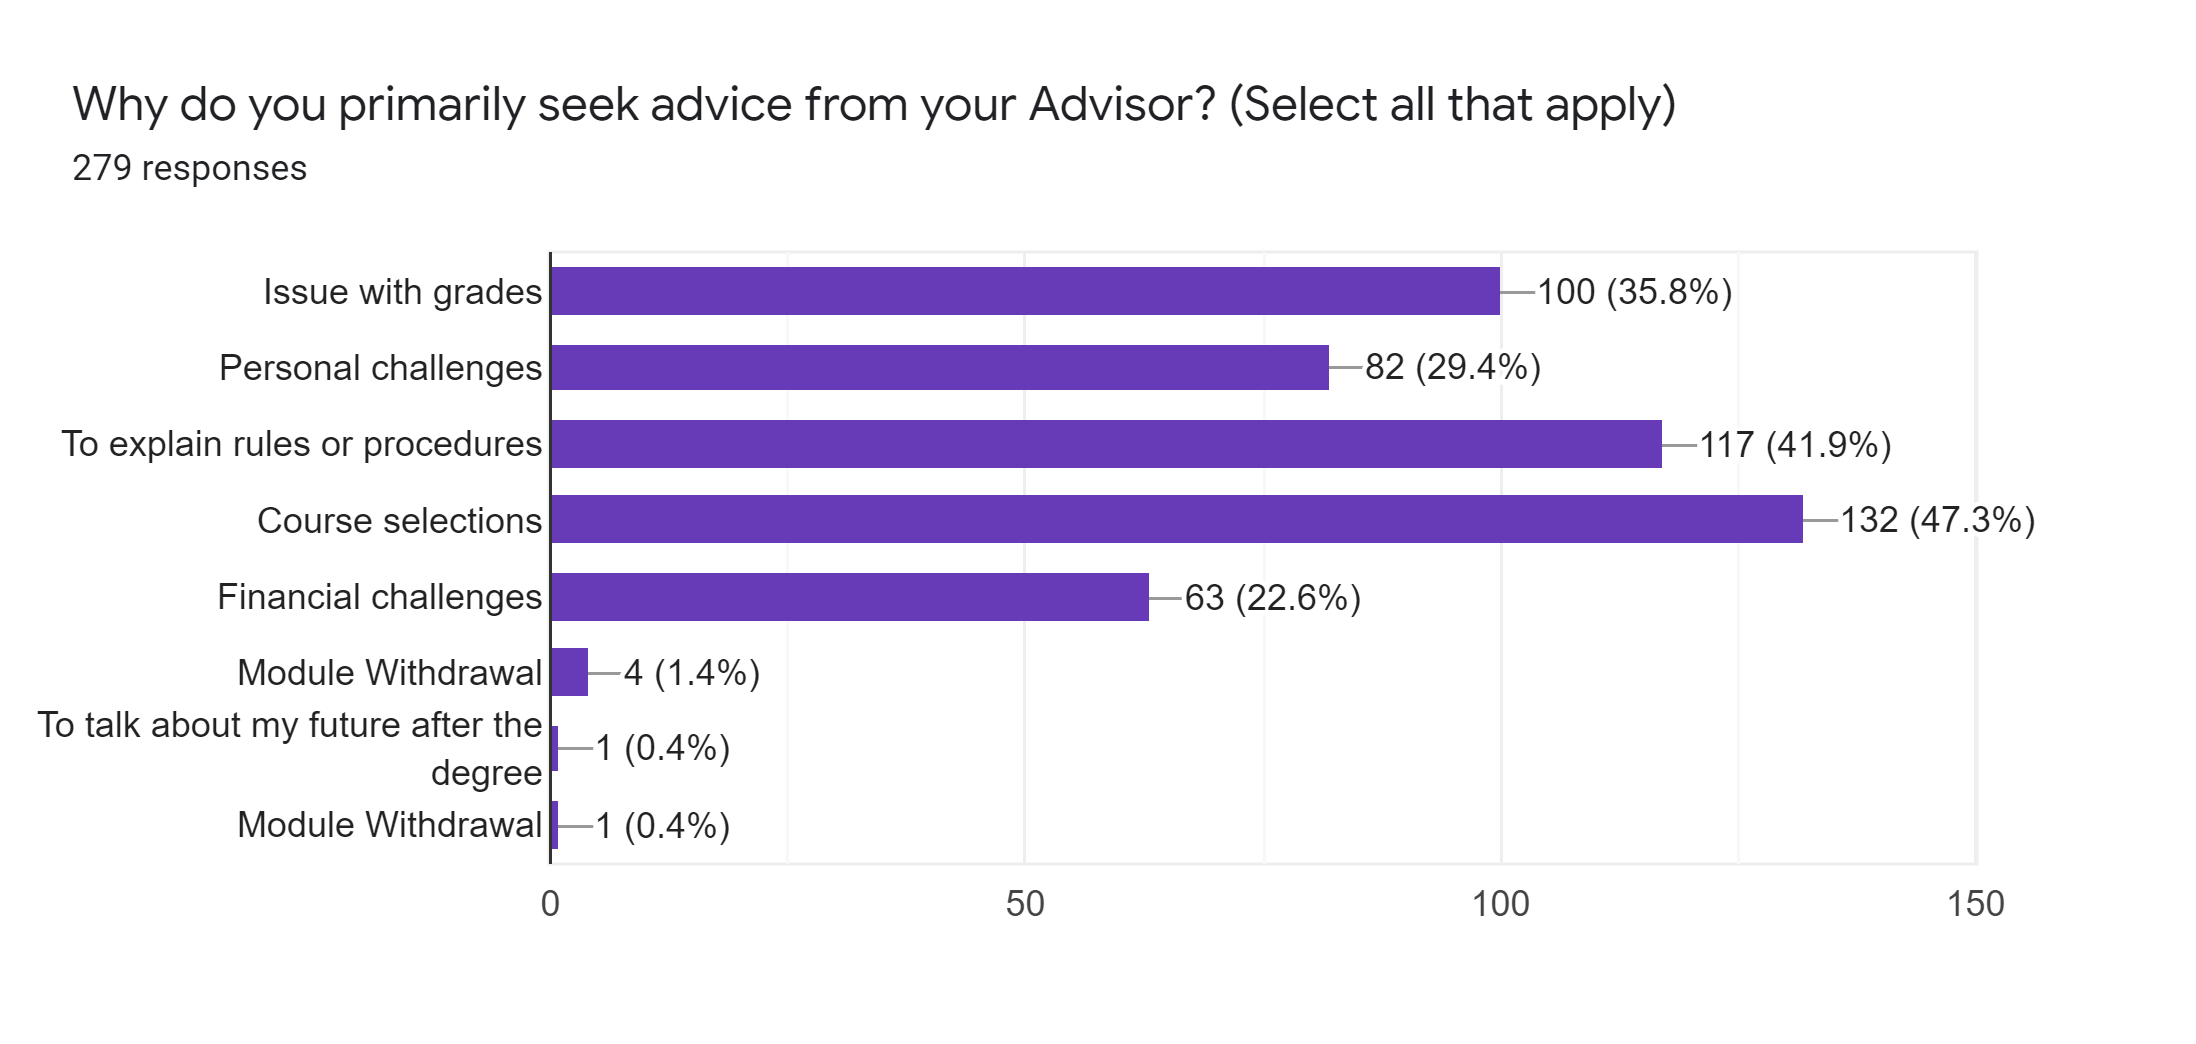 Why do you primarily seek advice from your Advisor? (Select all that apply)
279 responses
Issue with grades 100 (35.8%)
Personal challenges 82 (29.4%)
To explain rules or procedures 117 (41.9%)
Course selections 132 (47.3%)
Financial challenges 63 (22.6%)
Module Withdrawal 4 (1.4%)
To talk about my future after the
degree 1 (0.4%)
Module Withdrawal 1 (0.4%)
0 50 100 150